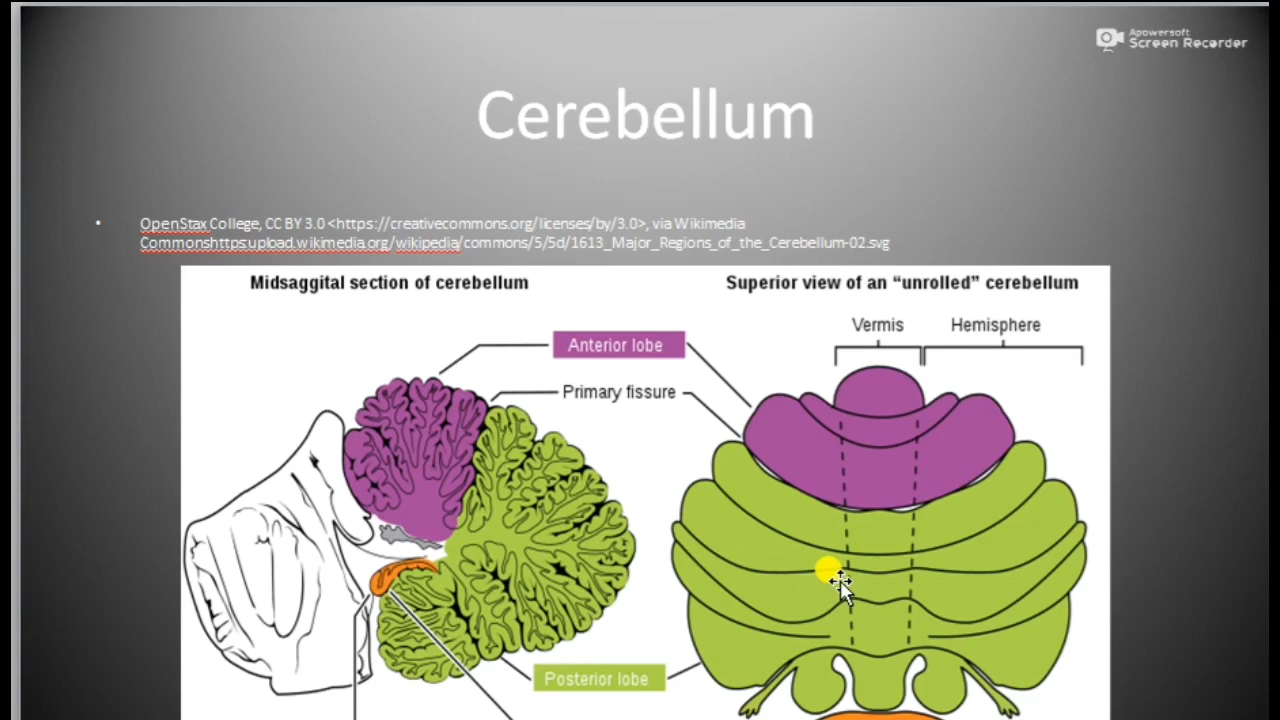 Apowersoft
Screen Recorder
Cerebellum
• OpenStax College, CC BY 3.0 <https://creativecommons.org/licenses/by/3.0>, via Wikimedia
Commonshttpsupload.wikimedia.org/wikipedia/commons/5/5d/1613_Major_Regions_of_the_Cerebellum-02.svg
Midsaggital section of cerebellum
Superior view of an “unrolled” cerebellum
Vermis
Hemisphere
Anterior lobe
Primary fissure
Posterior lobe